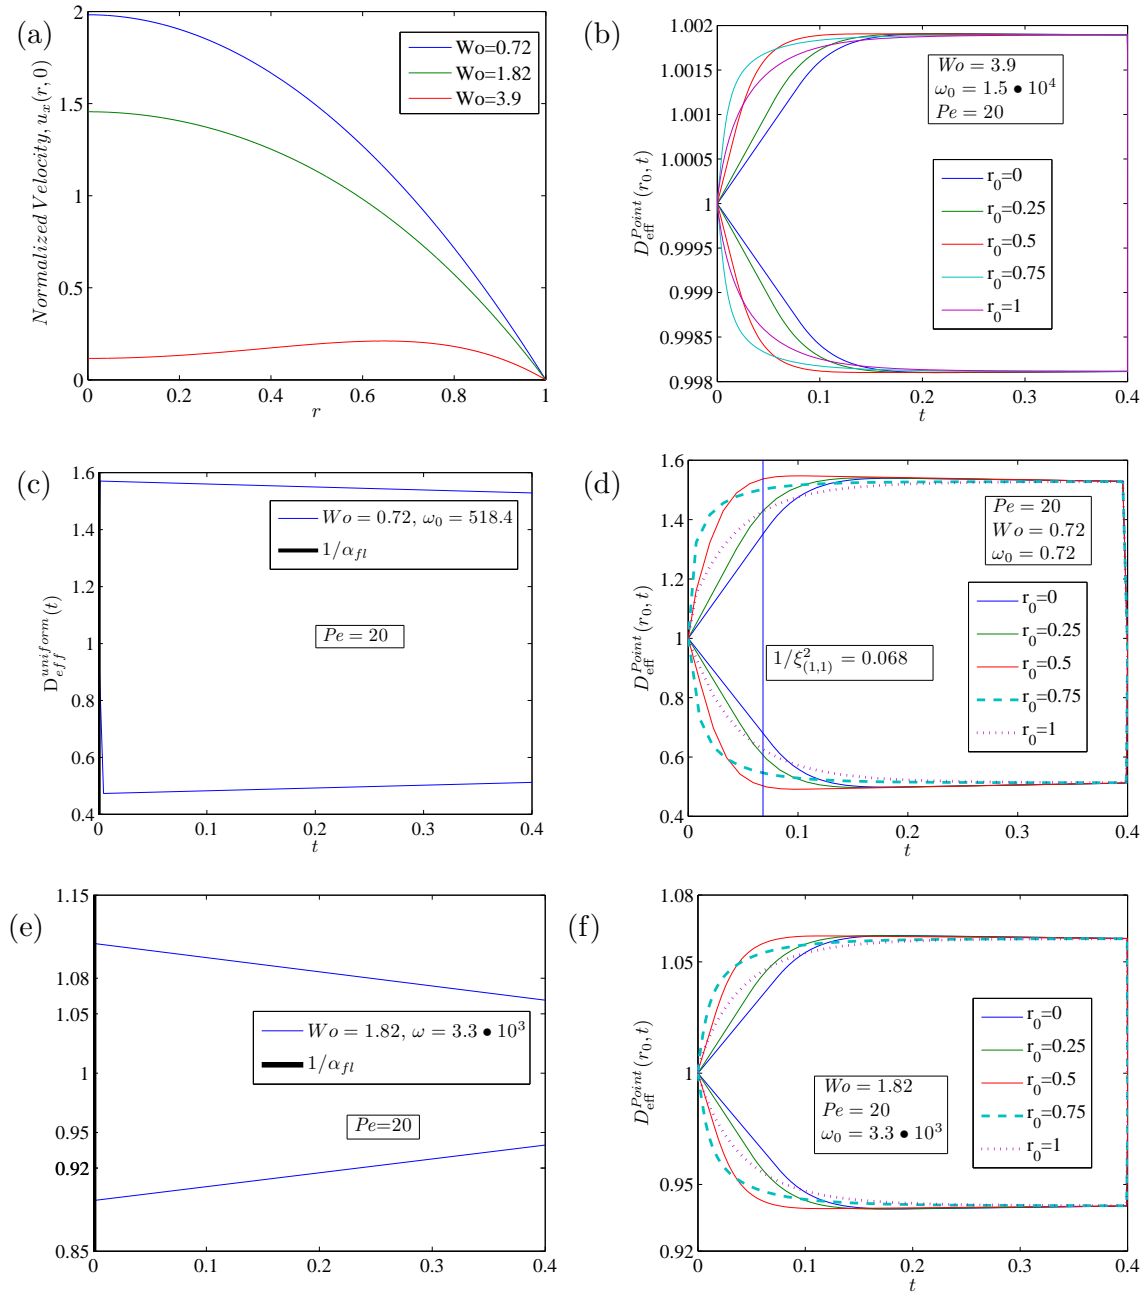 (a)
Normalized Velocity, u_x(r, 0)
2
1.5
1
0.5
0
0 0.2 0.4 0.6 0.8 1
r
Wo=0.72
Wo=1.82
Wo=3.9
(b)
D_eff^Point(r_0, t)
1.002
1.0015
1.001
1.0005
1
0.9995
0.999
0.9985
0.998
0 0.1 0.2 0.3 0.4
t
Wo = 3.9
ω_0 = 1.5 • 10^4
Pe = 20
r_0=0
r_0=0.25
r_0=0.5
r_0=0.75
r_0=1
(c)
D_eff^uniform(t)
1.6
1.4
1.6
1.2
1
0.8
0.6
0.4
0 0.1 0.2 0.3 0.4
t
Wo = 0.72, ω_0 = 518.4
1/α_fl
Pe = 20
(d)
D_eff^Point(r_0, t)
1.6
1.4
1.2
1
0.8
0.6
0.4
0 0.1 0.2 0.3 0.4
t
Pe = 20
Wo = 0.72
ω_0 = 0.72
1/ξ_(1,1)^2 = 0.068
r_0=0
r_0=0.25
r_0=0.5
r_0=0.75
r_0=1
(e)
1.15
1.08
1.05
1
0.95
0.92
0.85
0 0.1 0.2 0.3 0.4
t
Wo = 1.82, ω = 3.3 • 10^3
1/α_fl
Pe=20
(f)
D_eff^Point(r_0, t)
1.08
1.05
1
0.95
0.92
0 0.1 0.2 0.3 0.4
t
Wo = 1.82
Pe = 20
ω_0 = 3.3 • 10^3
r_0=0
r_0=0.25
r_0=0.5
r_0=0.75
r_0=1